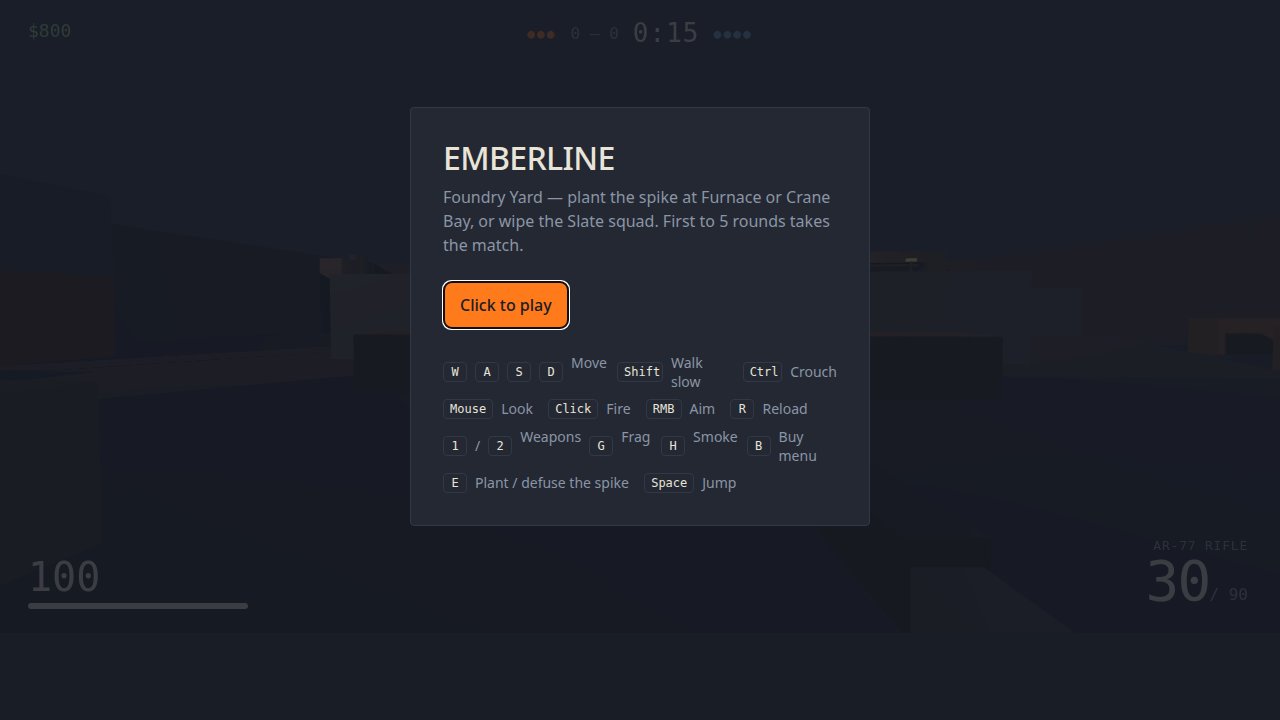 $800
0 — 0 0:15
EMBERLINE
Foundry Yard — plant the spike at Furnace or Crane
Bay, or wipe the Slate squad. First to 5 rounds takes
the match.
Click to play
W A S D Move Shift Walk slow Ctrl Crouch
Mouse Look Click Fire RMB Aim R Reload
1 / 2 Weapons G Frag H Smoke B Buy menu
E Plant / defuse the spike Space Jump
100
AR-77 RIFLE
30 / 90